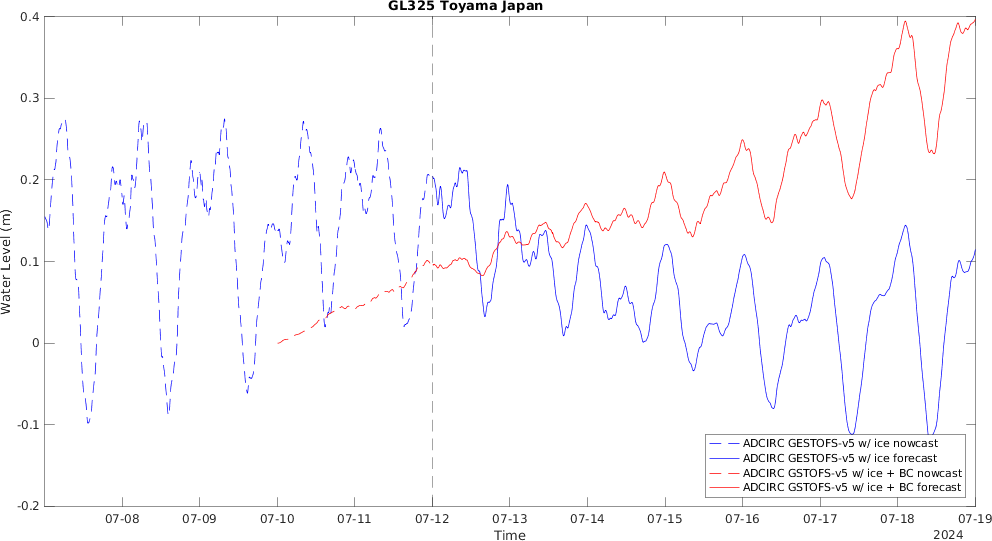 GL325 Toyama Japan
0.4
0.3
0.2
0.1
0
-0.1
-0.2
Water Level (m)
ADCIRC GESTOFS-v5 w/ ice nowcast
ADCIRC GESTOFS-v5 w/ ice forecast
ADCIRC GSTOFS-v5 w/ ice + BC nowcast
ADCIRC GSTOFS-v5 w/ ice + BC forecast
07-08 07-09 07-10 07-11 07-12 07-13 07-14 07-15 07-16 07-17 07-18 07-19
Time
2024